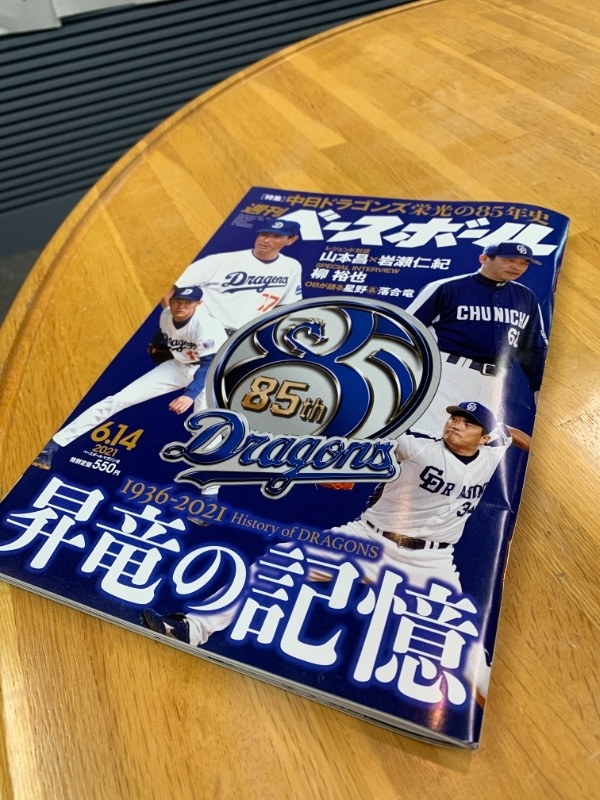 [特集] 中日ドラゴンズ栄光の85年史
週刊ベースボール
レジェンド対談
山本昌×岩瀬仁紀
SPECIAL INTERVIEW
柳 裕也
OBが語る星野&落合竜
Dragons
77
CHUNICHI
Dragons
85th
Dragons
CD
6.14
2021
特別定価550円
1936-2021 History of DRAGONS
昇竜の記憶